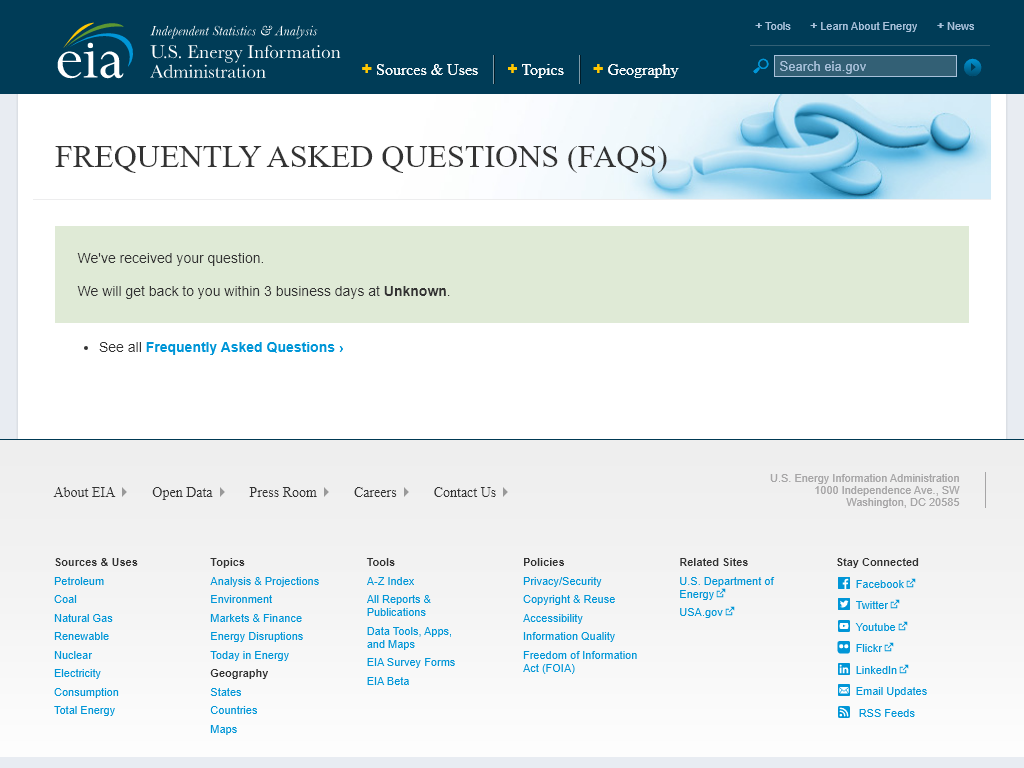 eia
Independent Statistics & Analysis
U.S. Energy Information
Administration
+ Sources & Uses
+ Topics
+ Geography
+ Tools
+ Learn About Energy
+ News
Search eia.gov
FREQUENTLY ASKED QUESTIONS (FAQS)
We've received your question.
We will get back to you within 3 business days at Unknown.
• See all Frequently Asked Questions ›
About EIA
Open Data
Press Room
Careers
Contact Us
U.S. Energy Information Administration
1000 Independence Ave., SW
Washington, DC 20585
Sources & Uses
Petroleum
Coal
Natural Gas
Renewable
Nuclear
Electricity
Consumption
Total Energy
Topics
Analysis & Projections
Environment
Markets & Finance
Energy Disruptions
Today in Energy
Geography
States
Countries
Maps
Tools
A-Z Index
All Reports &
Publications
Data Tools, Apps,
and Maps
EIA Survey Forms
EIA Beta
Policies
Privacy/Security
Copyright & Reuse
Accessibility
Information Quality
Freedom of Information
Act (FOIA)
Related Sites
U.S. Department of
Energy
USA.gov
Stay Connected
Facebook
Twitter
Youtube
Flickr
LinkedIn
Email Updates
RSS Feeds